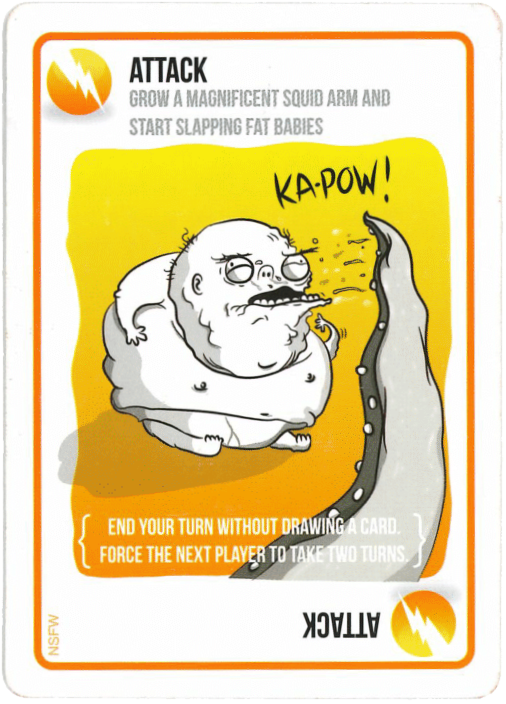 ATTACK
GROW A MAGNIFICENT SQUID ARM AND
START SLAPPING FAT BABIES
KA-POW!
END YOUR TURN WITHOUT DRAWING A CARD.
FORCE THE NEXT PLAYER TO TAKE TWO TURNS.
NSFW
ATTACK